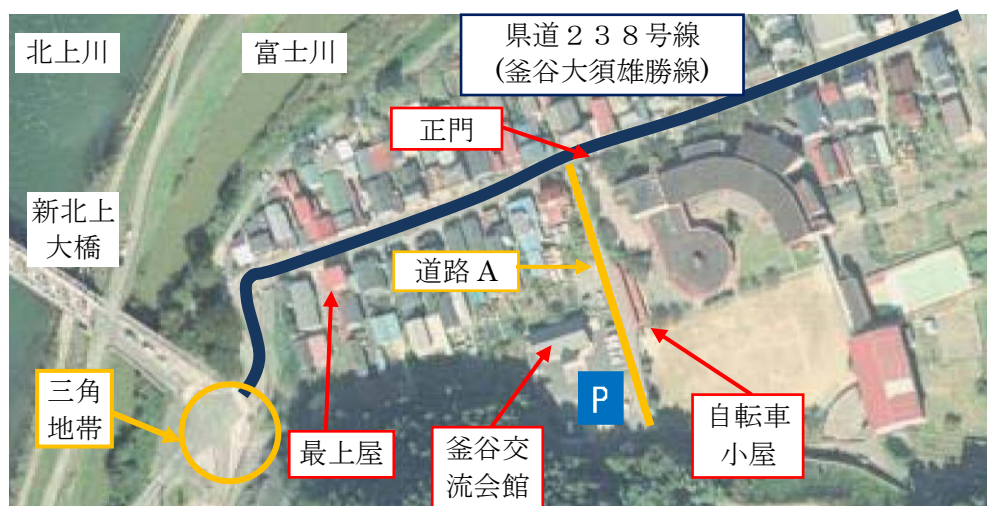 北上川
富士川
県道２３８号線
(釜谷大須雄勝線)
正門
新北上
大橋
道路A
三角
地帯
最上屋
釜谷交
流会館
P
自転車
小屋